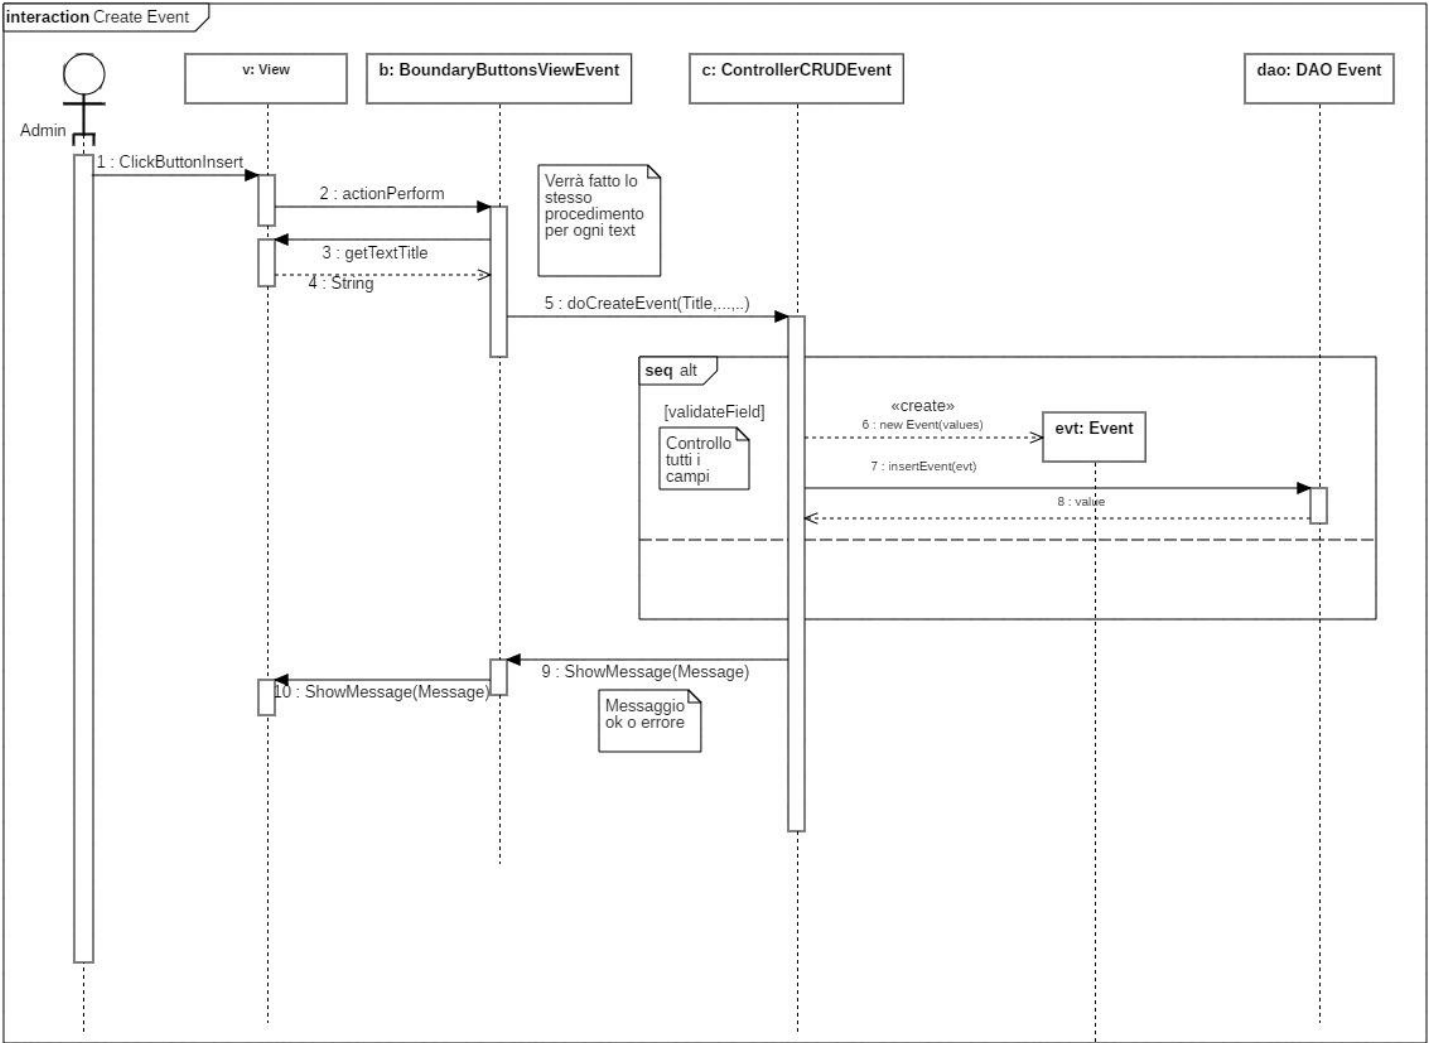 interaction Create Event
v: View
b: BoundaryButtonsViewEvent
c: ControllerCRUDEvent
dao: DAO Event
Admin
1 : ClickButtonInsert
2 : actionPerform
Verrà fatto lo
stesso
procedimento
per ogni text
3 : getTextTitle
4 : String
5 : doCreateEvent(Title,...,..)
seq alt
[validateField]
Controllo
tutti i
campi
«create»
6 : new Event(values)
evt: Event
7 : insertEvent(evt)
8 : value
9 : ShowMessage(Message)
10 : ShowMessage(Message)
Messaggio
ok o errore